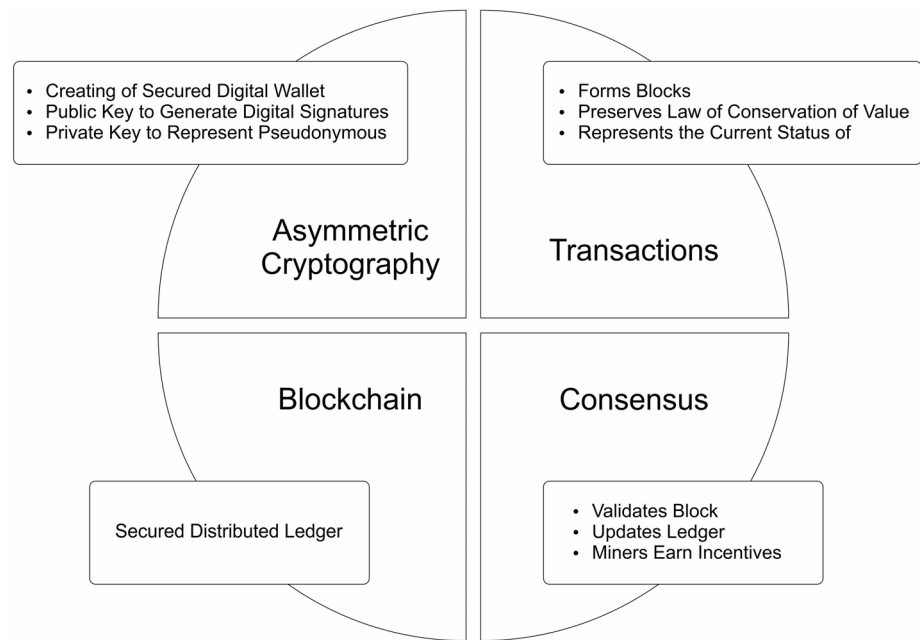 • Creating of Secured Digital Wallet
• Public Key to Generate Digital Signatures
• Private Key to Represent Pseudonymous
Asymmetric
Cryptography
• Forms Blocks
• Preserves Law of Conservation of Value
• Represents the Current Status of
Transactions
Blockchain
Secured Distributed Ledger
Consensus
• Validates Block
• Updates Ledger
• Miners Earn Incentives